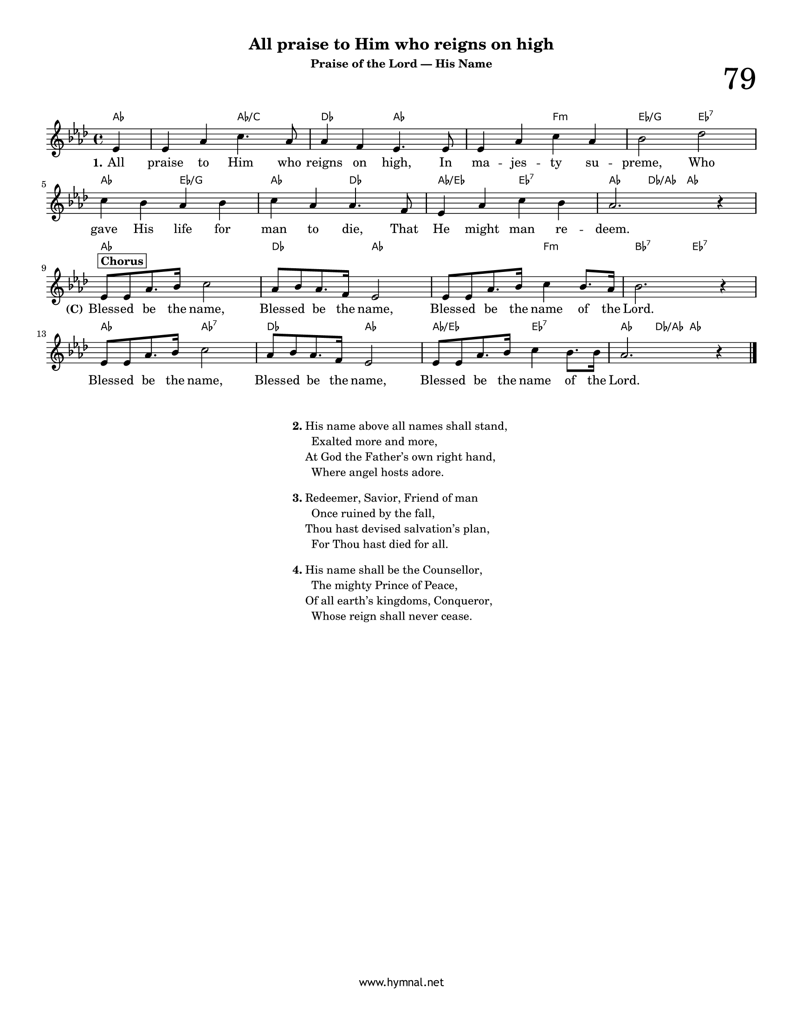 All praise to Him who reigns on high
Praise of the Lord — His Name
79
A♭ A♭/C D♭ A♭ Fm E♭/G E♭7
1. All praise to Him who reigns on high, In ma - jes - ty su - preme, Who
5
A♭ E♭/G A♭ D♭ A♭/E♭ E♭7 A♭ D♭/A♭ A♭
gave His life for man to die, That He might man re - deem.
A♭ D♭ A♭ Fm B♭7 E♭7
Chorus
9
(C) Blessed be the name, Blessed be the name, Blessed be the name of the Lord.
13
A♭ A♭7 D♭ A♭ A♭/E♭ E♭7 A♭ D♭/A♭ A♭
Blessed be the name, Blessed be the name, Blessed be the name of the Lord.
2. His name above all names shall stand,
Exalted more and more,
At God the Father's own right hand,
Where angel hosts adore.
3. Redeemer, Savior, Friend of man
Once ruined by the fall,
Thou hast devised salvation's plan,
For Thou hast died for all.
4. His name shall be the Counsellor,
The mighty Prince of Peace,
Of all earth's kingdoms, Conqueror,
Whose reign shall never cease.
www.hymnal.net